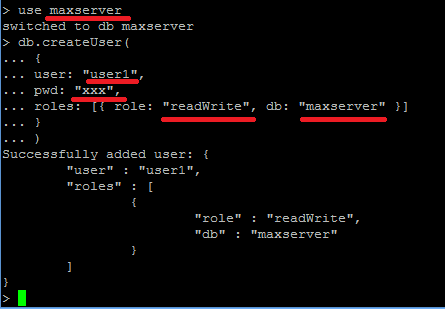 > use maxserver
switched to db maxserver
> db.createUser(
... {
... user: "user1",
... pwd: "xxx",
... roles: [{ role: "readWrite", db: "maxserver" }]
... }
... )
Successfully added user: {
"user" : "user1",
"roles" : [
{
"role" : "readWrite",
"db" : "maxserver"
}
]
}
>